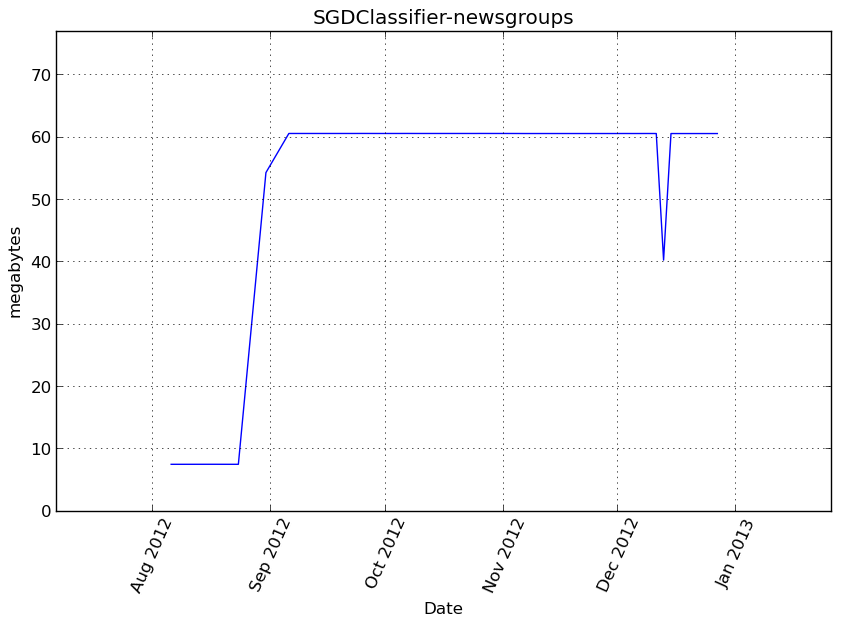 SGDClassifier-newsgroups
70
60
50
40
30
20
10
0
megabytes
Aug 2012
Sep 2012
Oct 2012
Nov 2012
Dec 2012
Jan 2013
Date